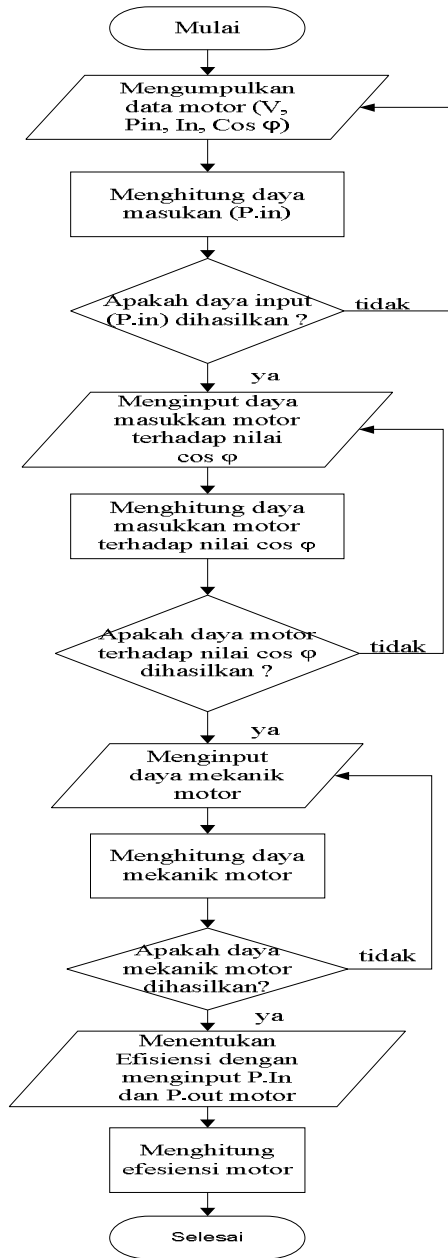 Mulai
Mengumpulkan
data motor (V,
Pin, In, Cos φ)
Menghitung daya
masukan (P.in)
Apakah daya input
(P.in) dihasilkan ?
tidak
ya
Menginput daya
masukkan motor
terhadap nilai
cos φ
Menghitung daya
masukkan motor
terhadap nilai cos φ
Apakah daya motor
terhadap nilai cos φ
dihasilkan ?
tidak
ya
Menginput
daya mekanik
motor
Menghitung daya
mekanik motor
Apakah daya
mekanik motor
dihasilkan?
tidak
ya
Menentukan
Efisiensi dengan
menginput P.In
dan P.out motor
Menghitung
efesiensi motor
Selesai